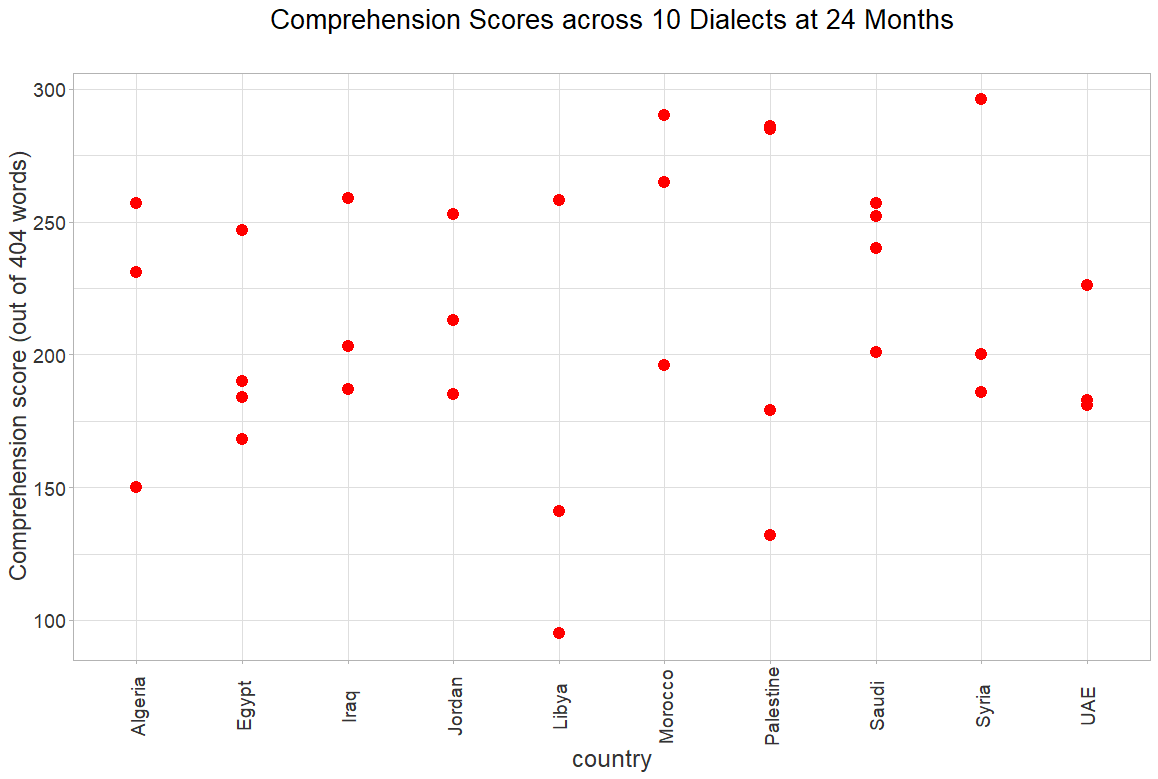 Comprehension Scores across 10 Dialects at 24 Months
Comprehension score (out of 404 words)
300
250
200
150
100
Algeria
Egypt
Iraq
Jordan
Libya
Morocco
Palestine
Saudi
Syria
UAE
country